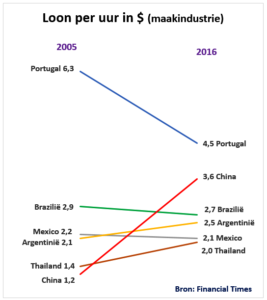 Loon per uur in $ (maakindustrie)
2005
2016
Portugal 6,3
4,5 Portugal
3,6 China
Brazilië 2,9
2,7 Brazilië
2,5 Argentinië
Mexico 2,2
Argentinië 2,1
2,1 Mexico
2,0 Thailand
Thailand 1,4
China 1,2
Bron: Financial Times